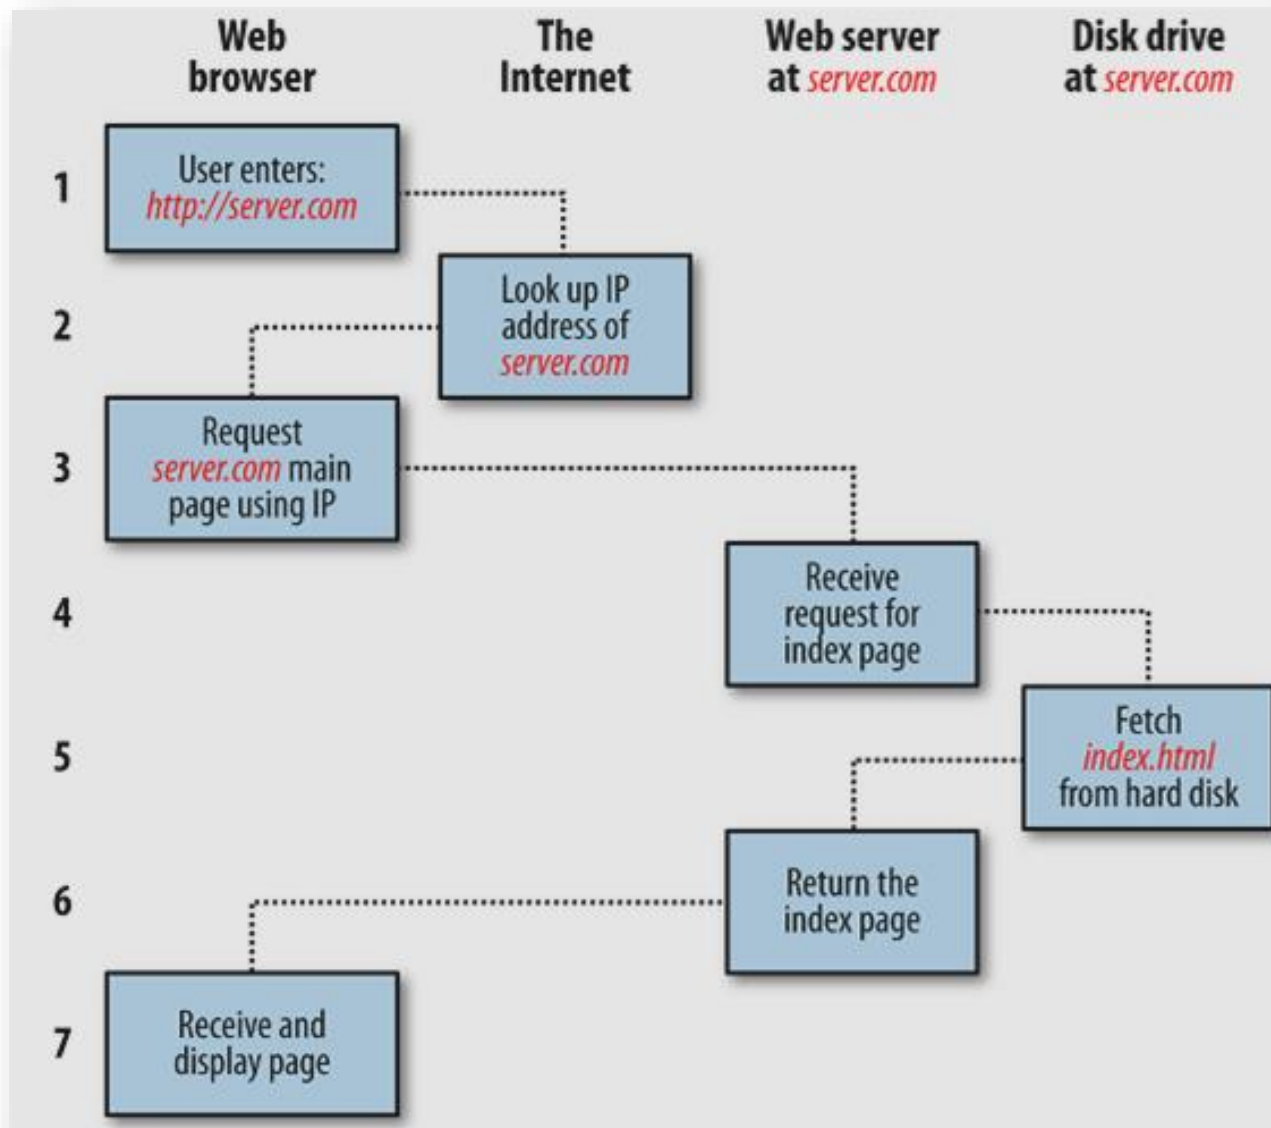 Web
browser
The
Internet
Web server
at server.com
Disk drive
at server.com
1
User enters:
http://server.com
2
Look up IP
address of
server.com
3
Request
server.com main
page using IP
4
Receive
request for
index page
5
Fetch
index.html
from hard disk
6
Return the
index page
7
Receive and
display page